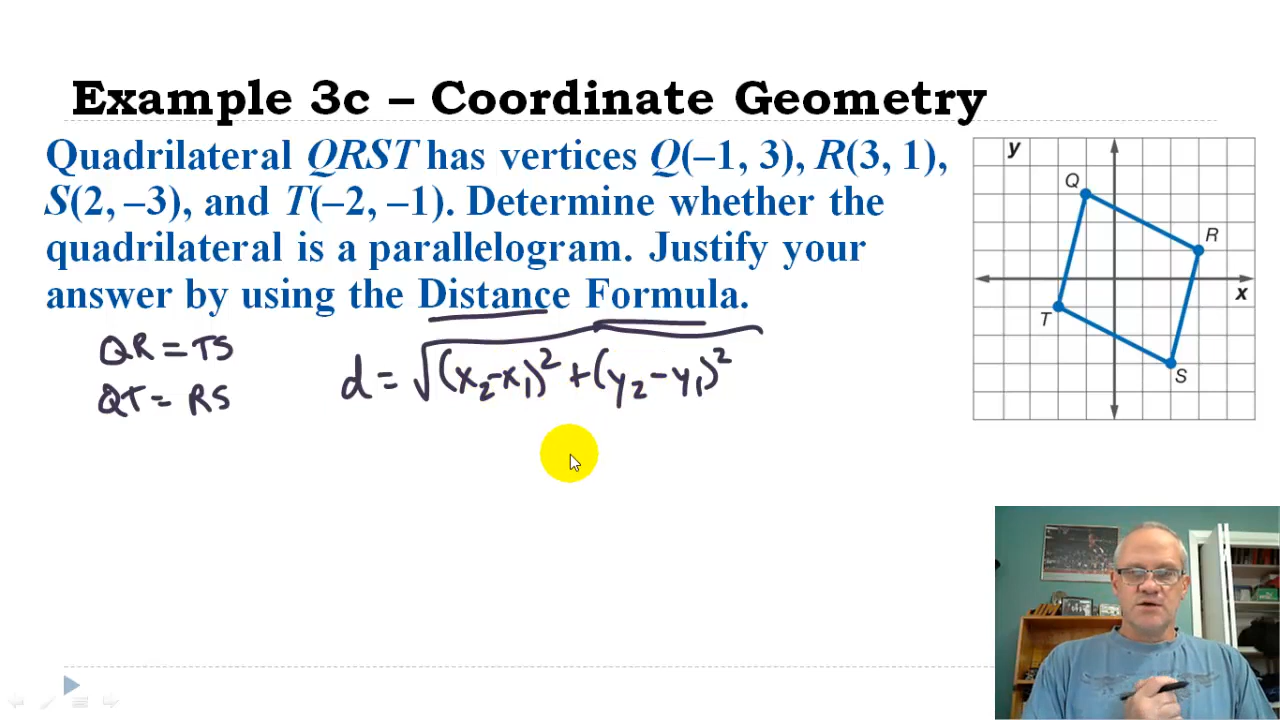 Example 3c – Coordinate Geometry
Quadrilateral QRST has vertices Q(–1, 3), R(3, 1),
S(2, –3), and T(–2, –1). Determine whether the
quadrilateral is a parallelogram. Justify your
answer by using the Distance Formula.
QR = TS
QT = RS
d = √(x₂-x₁)² + (y₂-y₁)²
y
Q
R
x
T
S